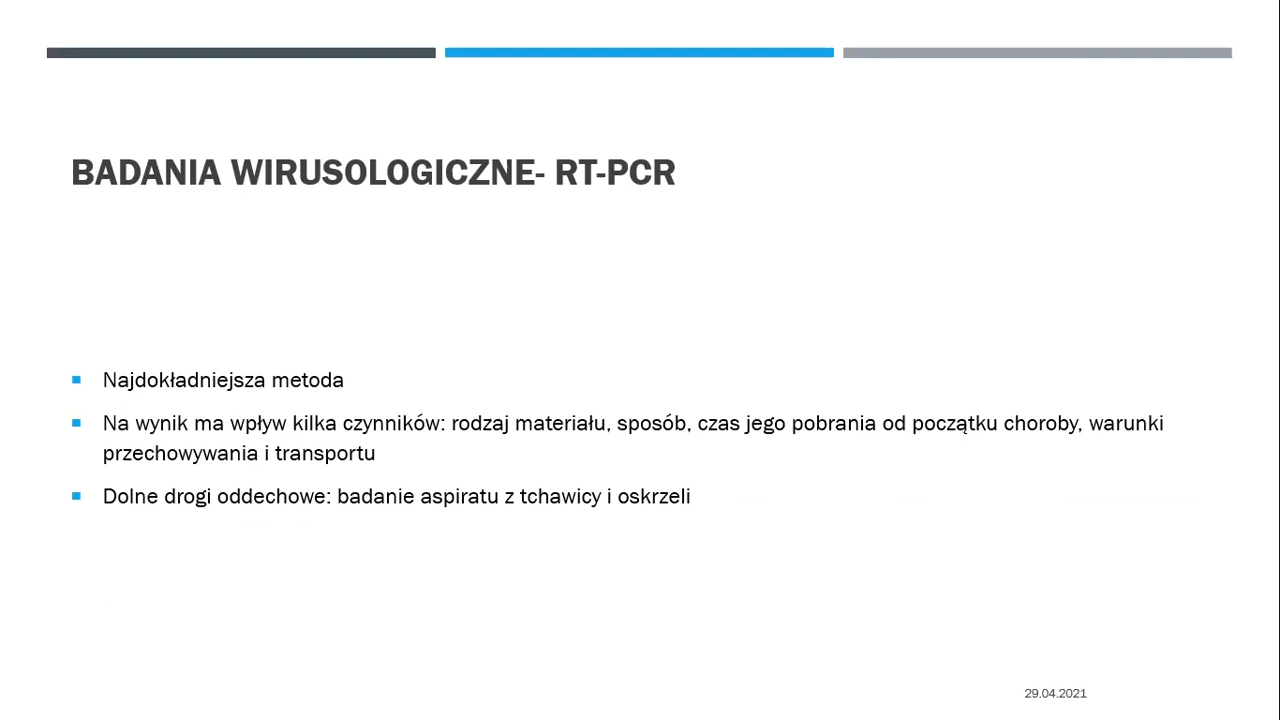 BADANIA WIRUSOLOGICZNE- RT-PCR
Najdokładniejsza metoda
Na wynik ma wpływ kilka czynników: rodzaj materiału, sposób, czas jego pobrania od początku choroby, warunki
przechowywania i transportu
Dolne drogi oddechowe: badanie aspiratu z tchawicy i oskrzeli
29.04.2021